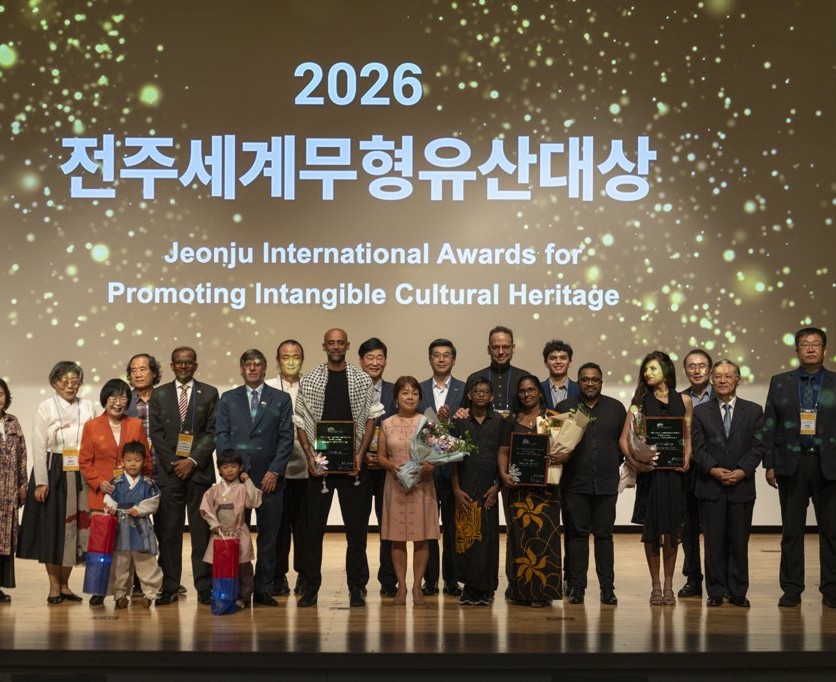 2026
전주세계무형유산대상
Jeonju International Awards for
Promoting Intangible Cultural Heritage